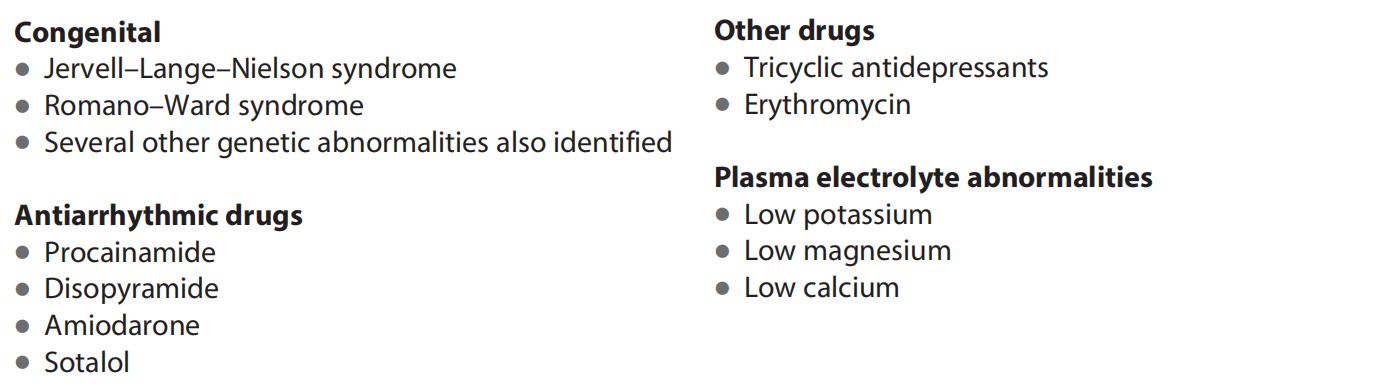 Congenital
● Jervell–Lange–Nielson syndrome
● Romano–Ward syndrome
● Several other genetic abnormalities also identified
Antiarrhythmic drugs
● Procainamide
● Disopyramide
● Amiodarone
● Sotalol
Other drugs
● Tricyclic antidepressants
● Erythromycin
Plasma electrolyte abnormalities
● Low potassium
● Low magnesium
● Low calcium